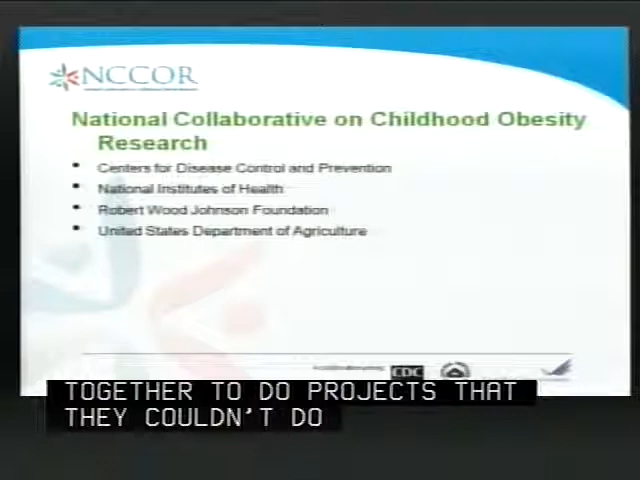 NCCOR
National Collaborative on Childhood Obesity
Research
• Centers for Disease Control and Prevention
• National Institutes of Health
• Robert Wood Johnson Foundation
• United States Department of Agriculture
CDC
TOGETHER TO DO PROJECTS THAT
THEY COULDN'T DO